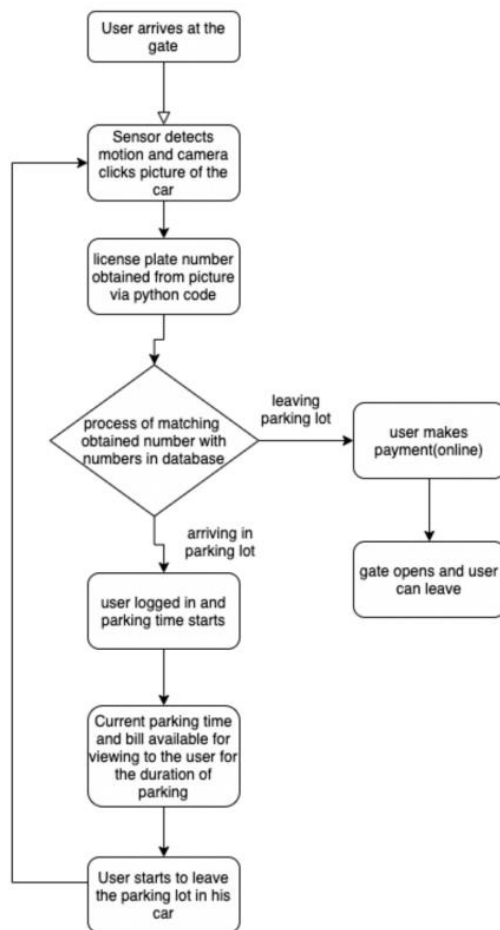 User arrives at the
gate
Sensor detects
motion and camera
clicks picture of the
car
license plate number
obtained from picture
via python code
process of matching
obtained number with
numbers in database
leaving
parking lot
user makes
payment(online)
gate opens and user
can leave
arriving in
parking lot
user logged in and
parking time starts
Current parking time
and bill available for
viewing to the user for
the duration of
parking
User starts to leave
the parking lot in his
car